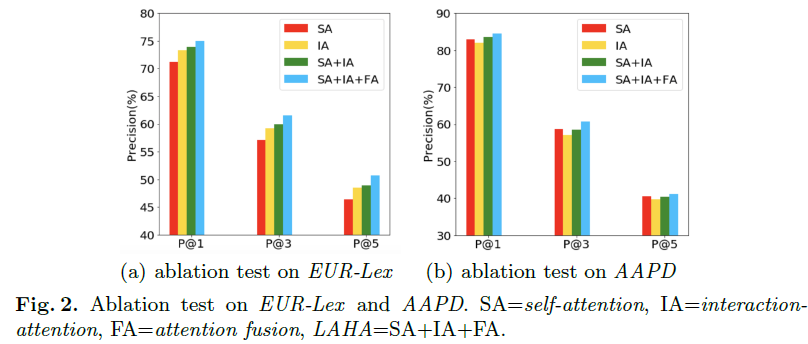 80
75
70
65
60
55
50
45
40
Precision(%)
SA
IA
SA+IA
SA+IA+FA
P@1 P@3 P@5
90
80
70
60
50
40
30
Precision(%)
SA
IA
SA+IA
SA+IA+FA
P@1 P@3 P@5
(a) ablation test on EUR-Lex (b) ablation test on AAPD
Fig. 2. Ablation test on EUR-Lex and AAPD. SA=self-attention, IA=interaction-
attention, FA=attention fusion, LAHA=SA+IA+FA.